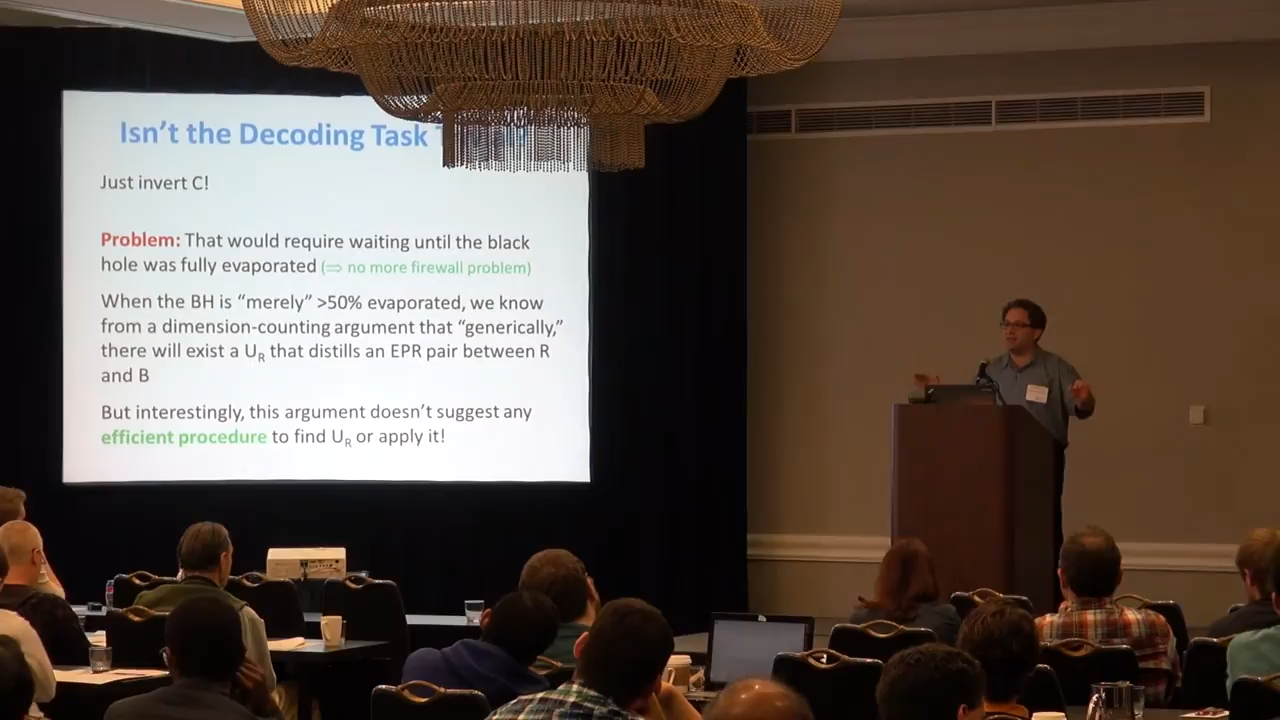 Isn't the Decoding Task
Just invert C!
Problem: That would require waiting until the black
hole was fully evaporated (⇒ no more firewall problem)
When the BH is “merely” >50% evaporated, we know
from a dimension-counting argument that “generically,”
there will exist a U_R that distills an EPR pair between R
and B
But interestingly, this argument doesn't suggest any
efficient procedure to find U_R or apply it!